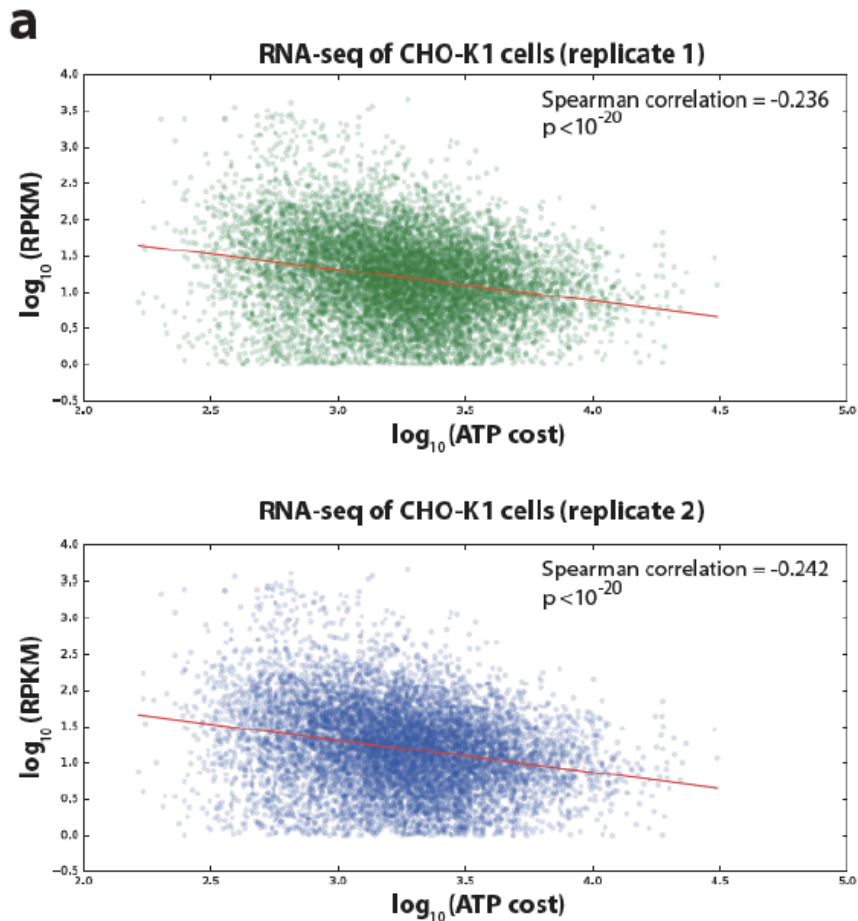 a
RNA-seq of CHO-K1 cells (replicate 1)
Spearman correlation = -0.236
p<10^-20
4.0
3.5
3.0
2.5
2.0
1.5
1.0
0.5
0.0
−0.5
log10(RPKM)
2.0 2.5 3.0 3.5 4.0 4.5 5.0
log10(ATP cost)
RNA-seq of CHO-K1 cells (replicate 2)
Spearman correlation = -0.242
p<10^-20
4.0
3.5
3.0
2.5
2.0
1.5
1.0
0.5
0.0
−0.5
log10(RPKM)
2.0 2.5 3.0 3.5 4.0 4.5 5.0
log10(ATP cost)